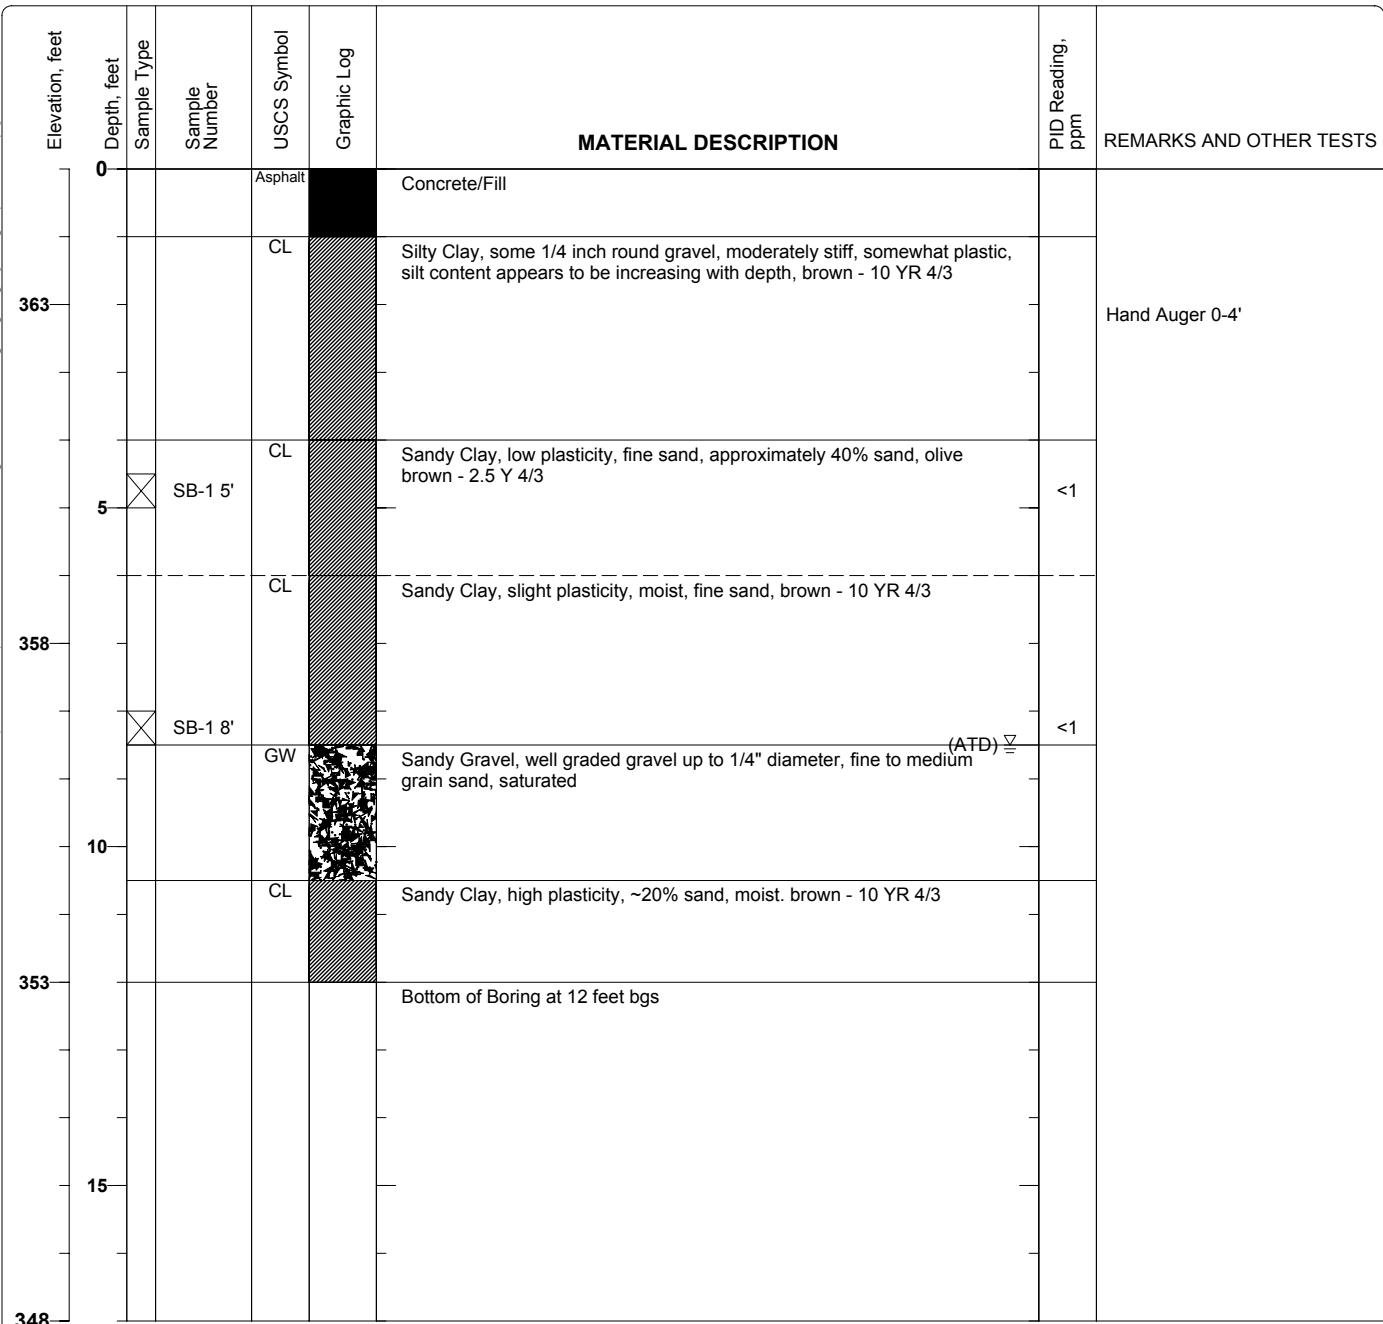 Elevation, feet
Depth, feet
Sample Type
Sample
Number
USCS Symbol
Graphic Log
MATERIAL DESCRIPTION
PID Reading,
ppm
REMARKS AND OTHER TESTS
0
Asphalt
Concrete/Fill
CL
Silty Clay, some 1/4 inch round gravel, moderately stiff, somewhat plastic,
silt content appears to be increasing with depth, brown - 10 YR 4/3
363
Hand Auger 0-4'
CL
Sandy Clay, low plasticity, fine sand, approximately 40% sand, olive
brown - 2.5 Y 4/3
SB-1 5'
<1
5
CL
Sandy Clay, slight plasticity, moist, fine sand, brown - 10 YR 4/3
358
SB-1 8'
<1
(ATD)
GW
Sandy Gravel, well graded gravel up to 1/4" diameter, fine to medium
grain sand, saturated
10
CL
Sandy Clay, high plasticity, ~20% sand, moist. brown - 10 YR 4/3
353
Bottom of Boring at 12 feet bgs
15
348